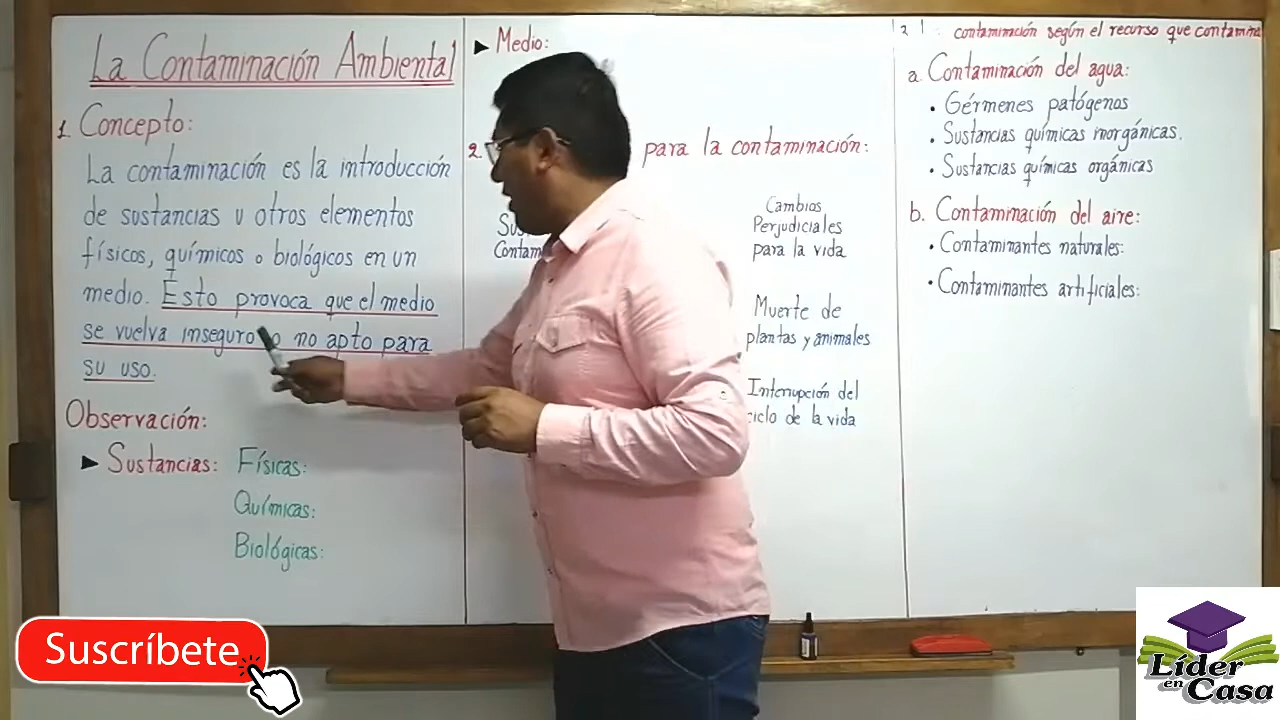 La Contaminación Ambiental
1. Concepto:
La contaminación es la introducción
de sustancias u otros elementos
físicos, químicos o biológicos en un
medio. Esto provoca que el medio
se vuelva inseguro o no apto para
su uso.
Observación:
Sustancias: Físicas:
Químicas:
Biológicas:
Medio:
2. para la contaminación:
Cambios
Perjudiciales
para la vida
Muerte de
plantas y animales
Interrupción del
ciclo de la vida
contaminación según el recurso que contamina
a. Contaminación del agua:
• Gérmenes patógenos
• Sustancias químicas inorgánicas.
• Sustancias químicas orgánicas
b. Contaminación del aire:
• Contaminantes naturales:
• Contaminantes artificiales:
Suscríbete
Líder
en Casa